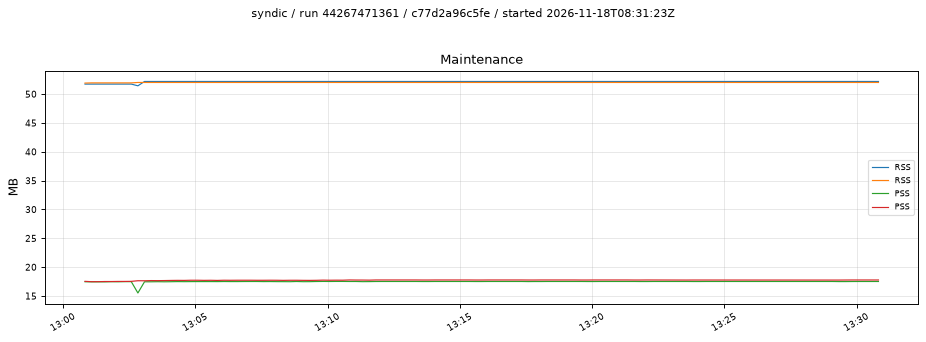 syndic / run 44267471361 / c77d2a96c5fe / started 2026-11-18T08:31:23Z
Maintenance
MB
50
45
40
35
30
25
20
15
RSS
RSS
PSS
PSS
13:00
13:05
13:10
13:15
13:20
13:25
13:30